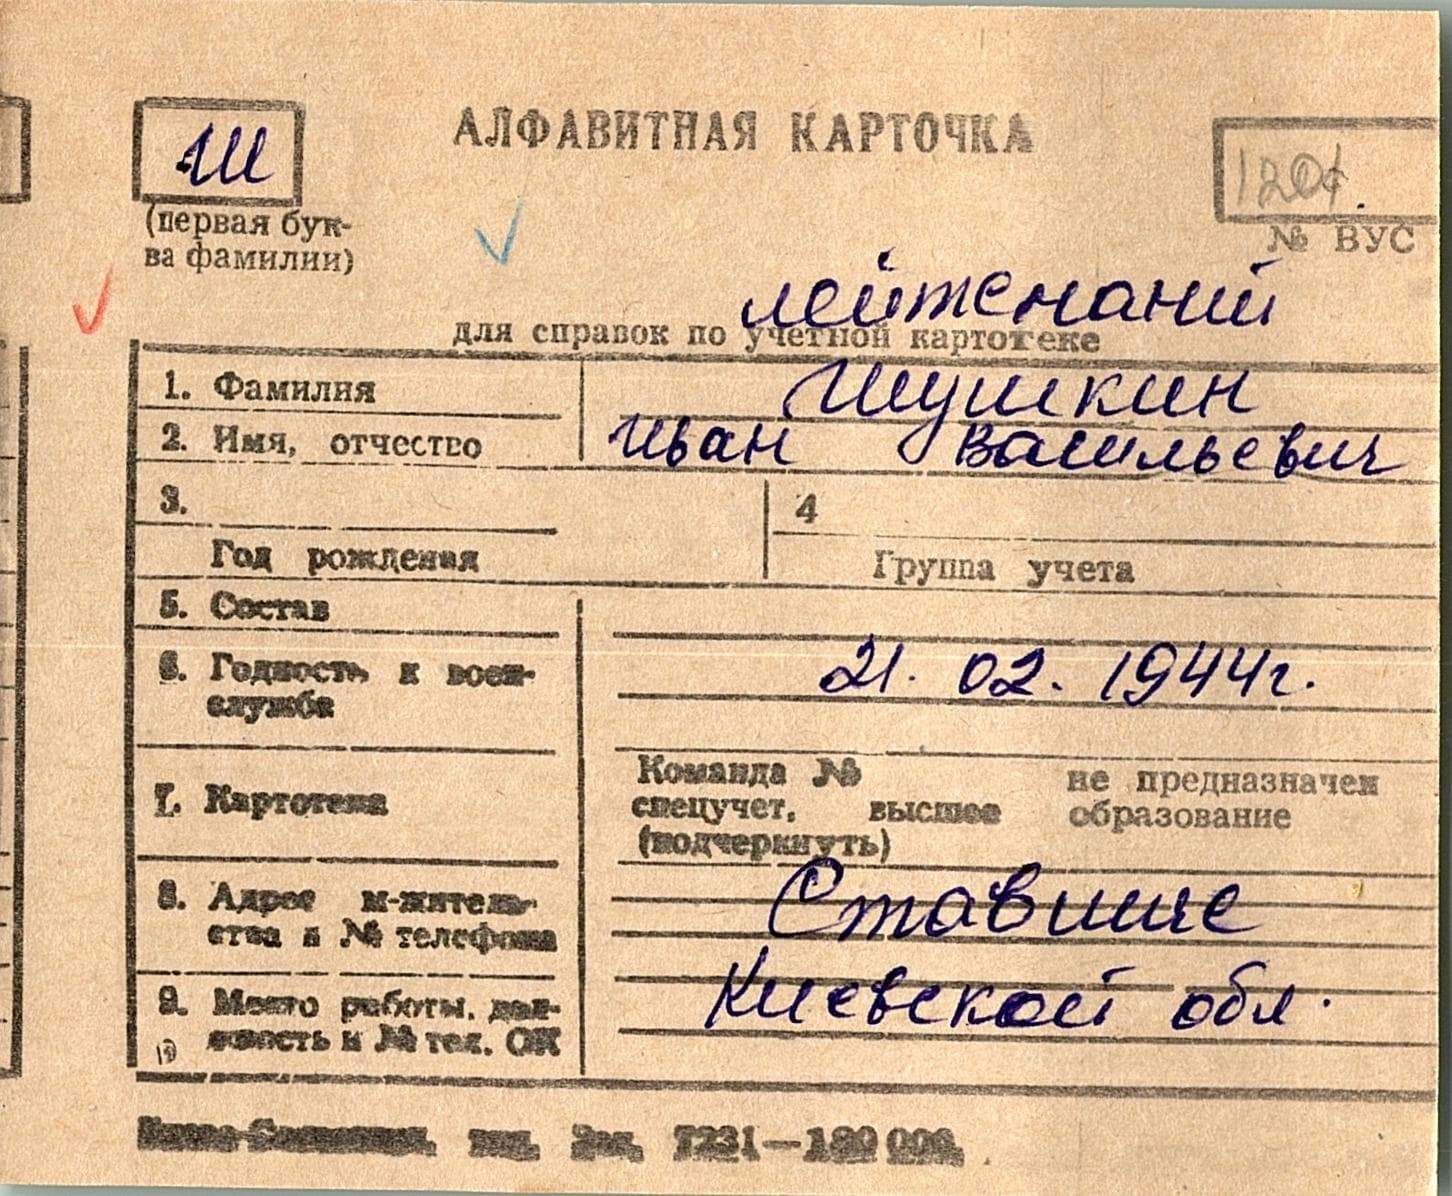 Ш
АЛФАВИТНАЯ КАРТОЧКА
(первая бук-
ва фамилии)
№ ВУС
лейтенант
для справок по учетной картотеке
1. Фамилия Шушкин
2. Имя, отчество Иван Васильевич
3.
Год рождения
4
Группа учета
5. Состав
6. Годность к воен-
службе
21. 02. 1944г.
7. Картотека
Команда № не предназначен
спецучет, высшее образование
(подчеркнуть)
8. Адрес м-житель-
ства и № телефона
Ставище
Киевской обл.
9. Место работы, дол-
жность и № тел. ОК
зак. 7231—